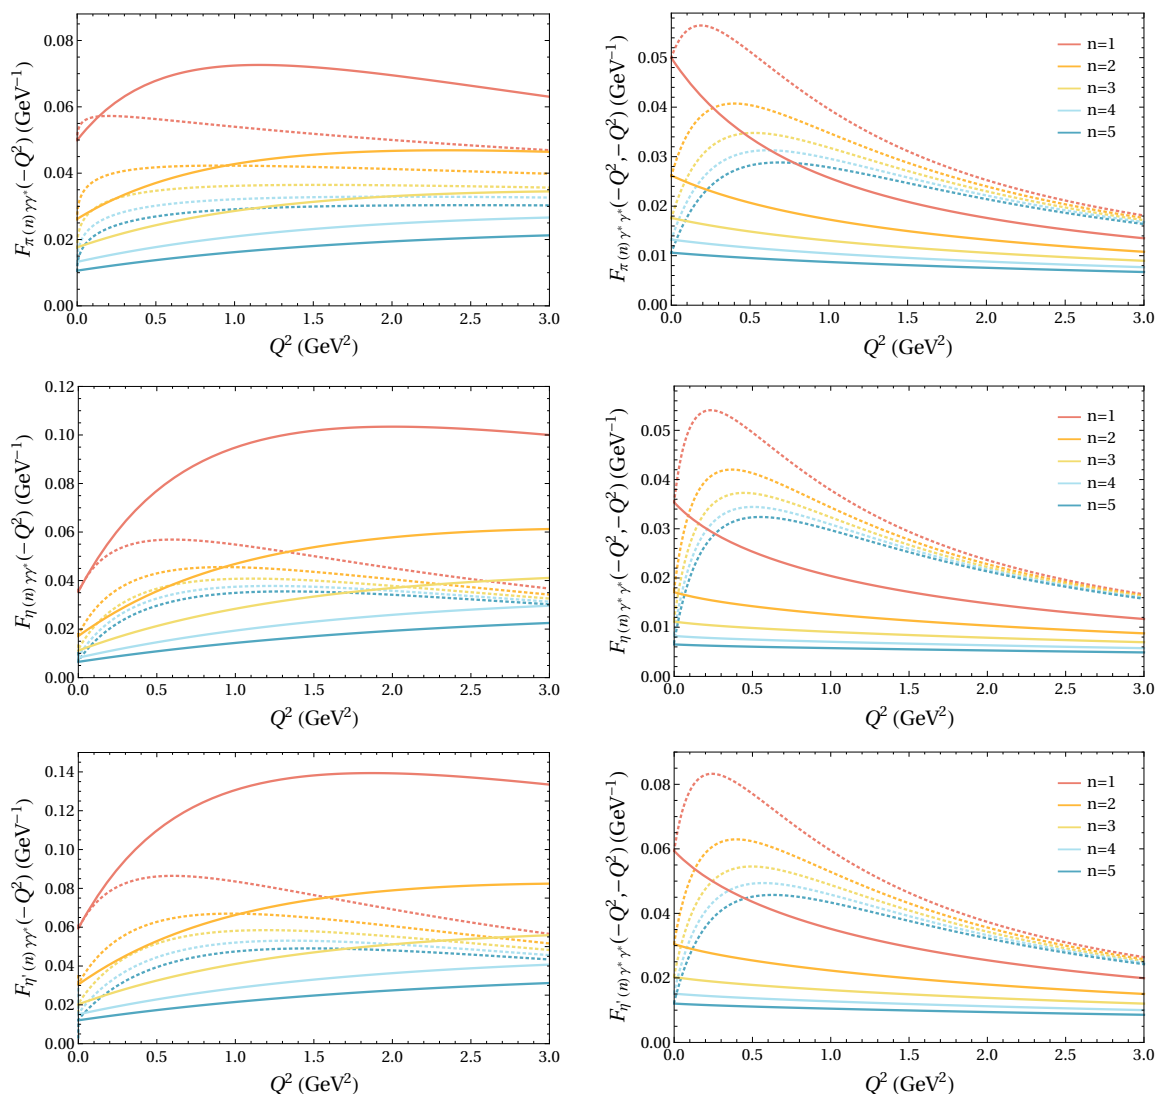 F_π(n)γγ*(−Q²) (GeV⁻¹)
0.08
0.06
0.04
0.02
0.00
0.0 0.5 1.0 1.5 2.0 2.5 3.0
Q² (GeV²)
F_π(n)γ*γ*(−Q²,−Q²) (GeV⁻¹)
0.05
0.04
0.03
0.02
0.01
0.00
0.0 0.5 1.0 1.5 2.0 2.5 3.0
Q² (GeV²)
n=1
n=2
n=3
n=4
n=5
F_η(n)γγ*(−Q²) (GeV⁻¹)
0.12
0.10
0.08
0.06
0.04
0.02
0.00
0.0 0.5 1.0 1.5 2.0 2.5 3.0
Q² (GeV²)
F_η(n)γ*γ*(−Q²,−Q²) (GeV⁻¹)
0.05
0.04
0.03
0.02
0.01
0.00
0.0 0.5 1.0 1.5 2.0 2.5 3.0
Q² (GeV²)
n=1
n=2
n=3
n=4
n=5
F_η'(n)γγ*(−Q²) (GeV⁻¹)
0.14
0.12
0.10
0.08
0.06
0.04
0.02
0.00
0.0 0.5 1.0 1.5 2.0 2.5 3.0
Q² (GeV²)
F_η'(n)γ*γ*(−Q²,−Q²) (GeV⁻¹)
0.08
0.06
0.04
0.02
0.00
0.0 0.5 1.0 1.5 2.0 2.5 3.0
Q² (GeV²)
n=1
n=2
n=3
n=4
n=5